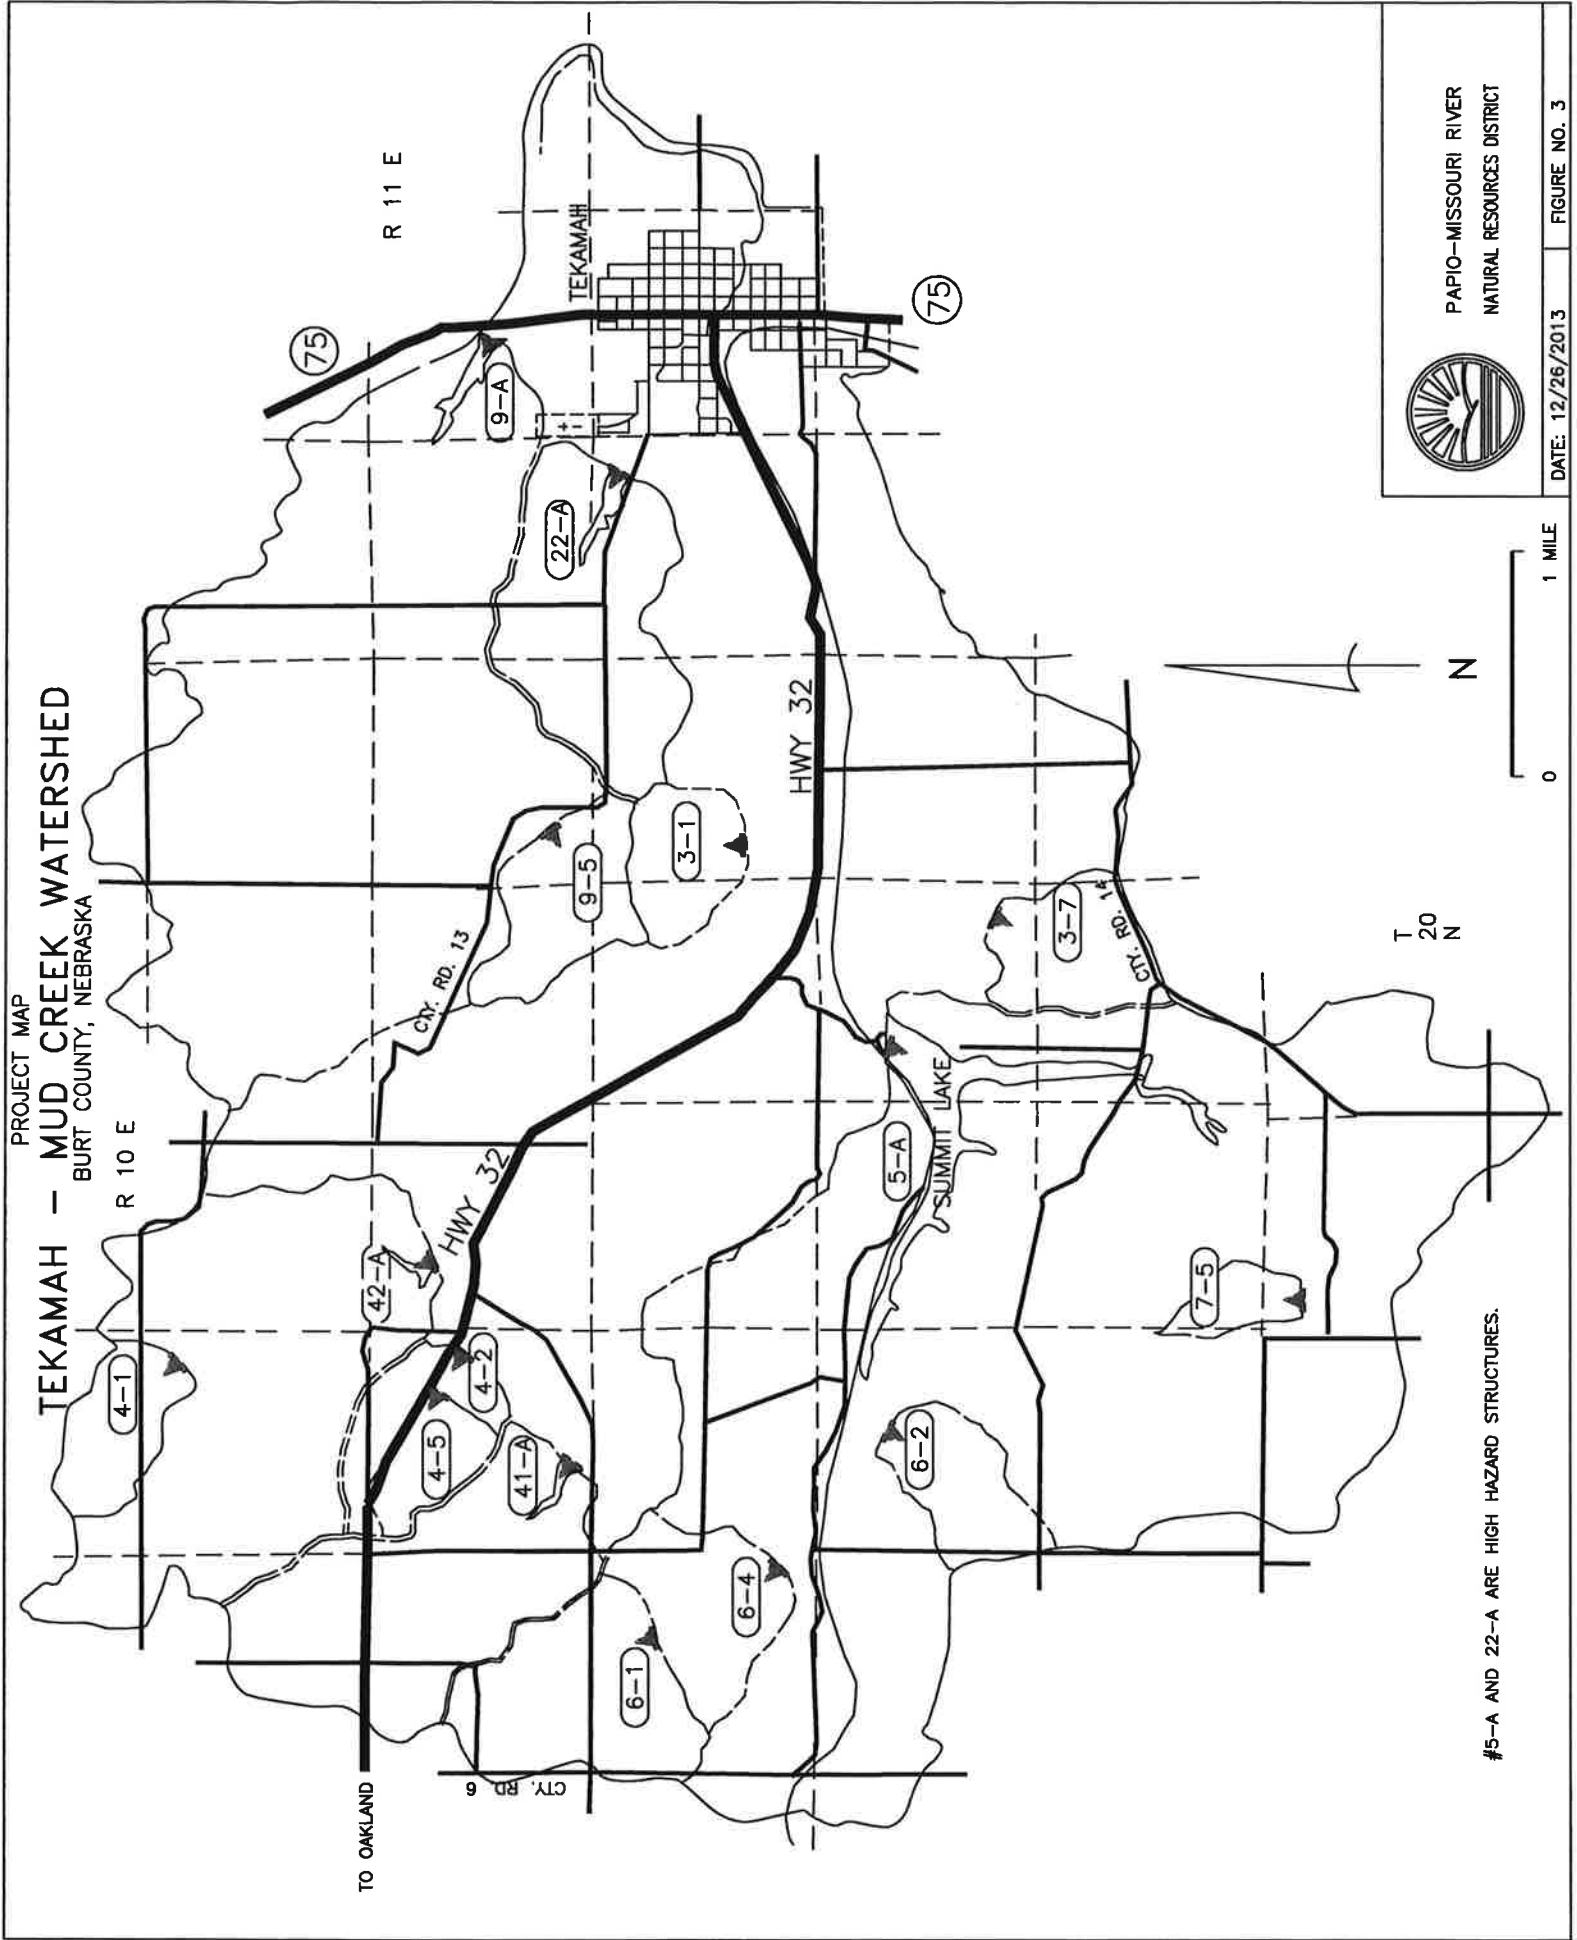 PROJECT MAP
TEKAMAH - MUD CREEK WATERSHED
BURT COUNTY, NEBRASKA
R 10 E
R 11 E
4-1
42-A
HWY 32
4-2
4-5
41-A
TO OAKLAND
CTY. RD 6
6-1
6-4
6-2
CTY. RD. 13
9-5
3-1
HWY 32
22-A
9-A
75
TEKAMAH
75
5-A
SUMMIT LAKE
3-7
CTY. RD. 14
7-5
T
20
N
N
0 1 MILE
#5-A AND 22-A ARE HIGH HAZARD STRUCTURES.
PAPIO-MISSOURI RIVER
NATURAL RESOURCES DISTRICT
DATE: 12/26/2013
FIGURE NO. 3